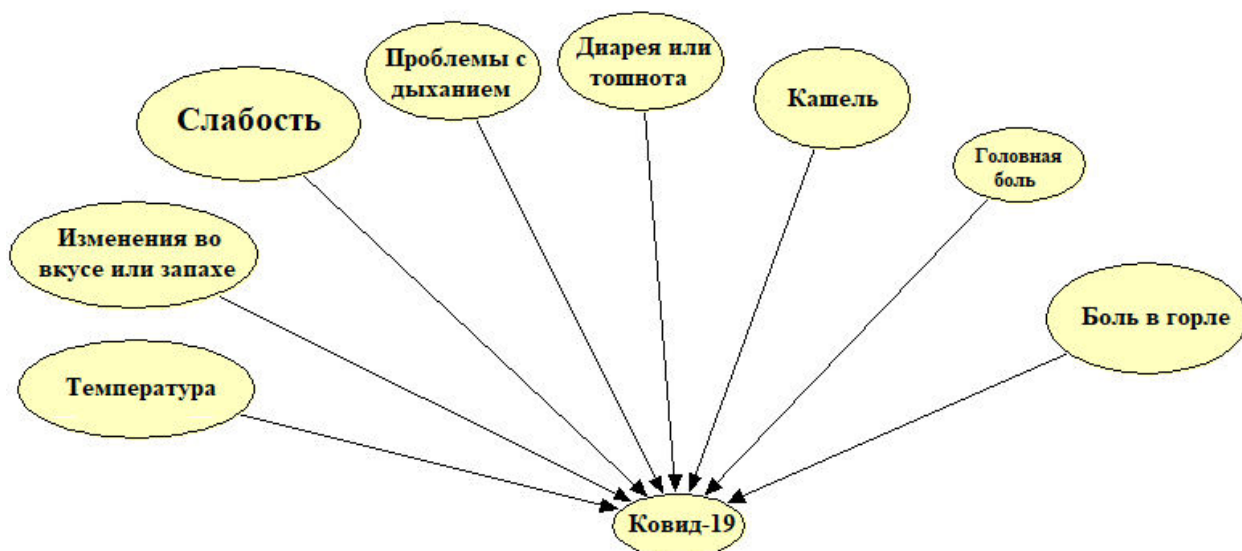 Проблемы с
дыханием
Диарея или
тошнота
Кашель
Слабость
Головная
боль
Изменения во
вкусе или запахе
Боль в горле
Температура
Ковид-19